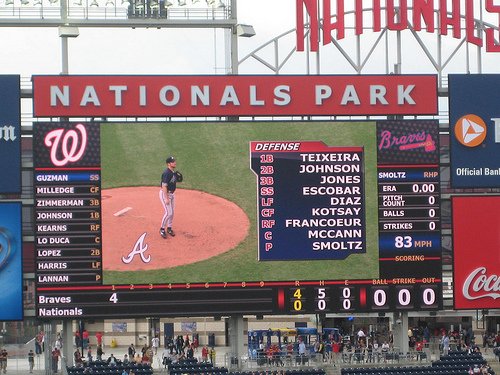 NATIONALS
NATIONALS PARK
W
Braves
GUZMAN SS
MILLEDGE CF
ZIMMERMAN 3B
JOHNSON 1B
KEARNS RF
LO DUCA C
LOPEZ 2B
HARRIS LF
LANNAN P
A
DEFENSE
1B TEIXEIRA
2B JOHNSON
3B JONES
SS ESCOBAR
LF DIAZ
CF KOTSAY
RF FRANCOEUR
C MCCANN
P SMOLTZ
SMOLTZ RHP
ERA 0.00
PITCH COUNT 0
BALLS 0
STRIKES 0
83 MPH
SCORING
1 2 3 4 5 6 7 8 9 R H E BALL STRIKE OUT
Braves 4 4 5 0 0 0 0
Nationals 0 0 0
Official Ban
Coc